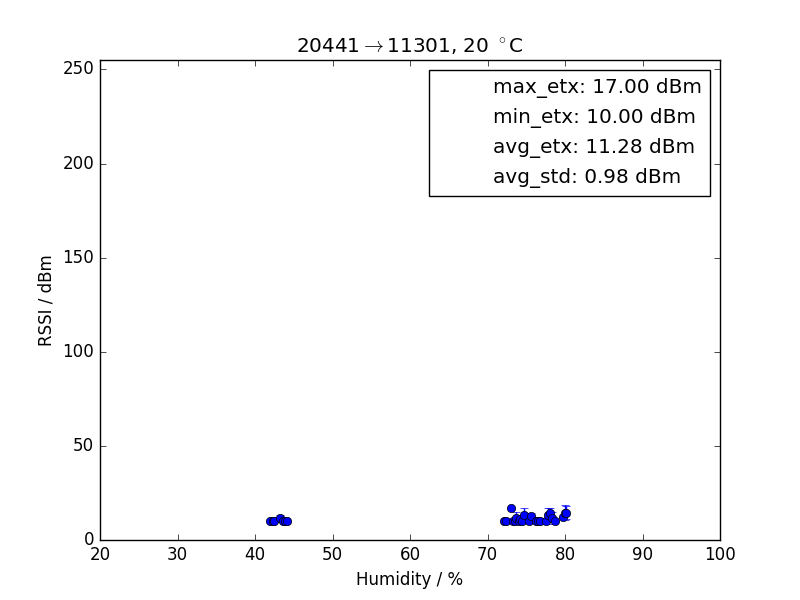 20441→11301, 20 °C
max_etx: 17.00 dBm
min_etx: 10.00 dBm
avg_etx: 11.28 dBm
avg_std: 0.98 dBm
RSSI / dBm
250
200
150
100
50
0
20 30 40 50 60 70 80 90 100
Humidity / %